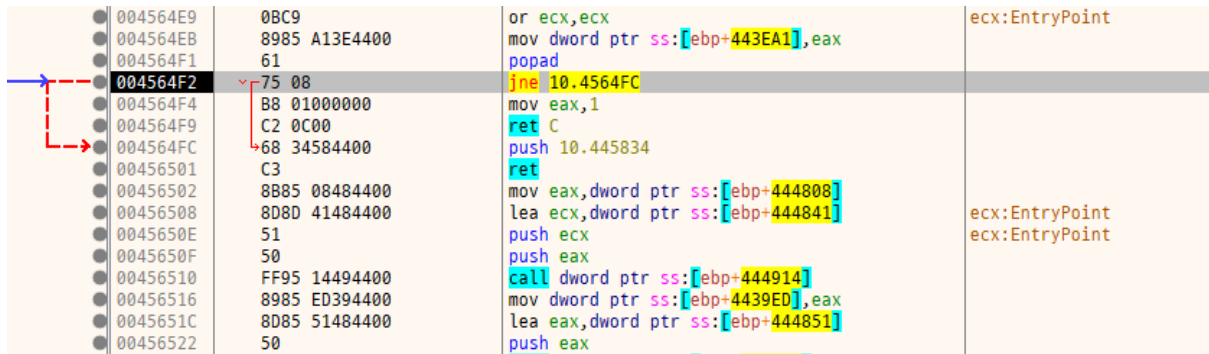 004564E9 0BC9 or ecx,ecx ecx:EntryPoint
004564EB 8985 A13E4400 mov dword ptr ss:[ebp+443EA1],eax
004564F1 61 popad
004564F2 75 08 jne 10.4564FC
004564F4 B8 01000000 mov eax,1
004564F9 C2 0C00 ret C
004564FC 68 34584400 push 10.445834
00456501 C3 ret
00456502 8B85 08484400 mov eax,dword ptr ss:[ebp+444808]
00456508 8D8D 41484400 lea ecx,dword ptr ss:[ebp+444841] ecx:EntryPoint
0045650E 51 push ecx ecx:EntryPoint
0045650F 50 push eax
00456510 FF95 14494400 call dword ptr ss:[ebp+444914]
00456516 8985 ED394400 mov dword ptr ss:[ebp+4439ED],eax
0045651C 8D85 51484400 lea eax,dword ptr ss:[ebp+444851]
00456522 50 push eax